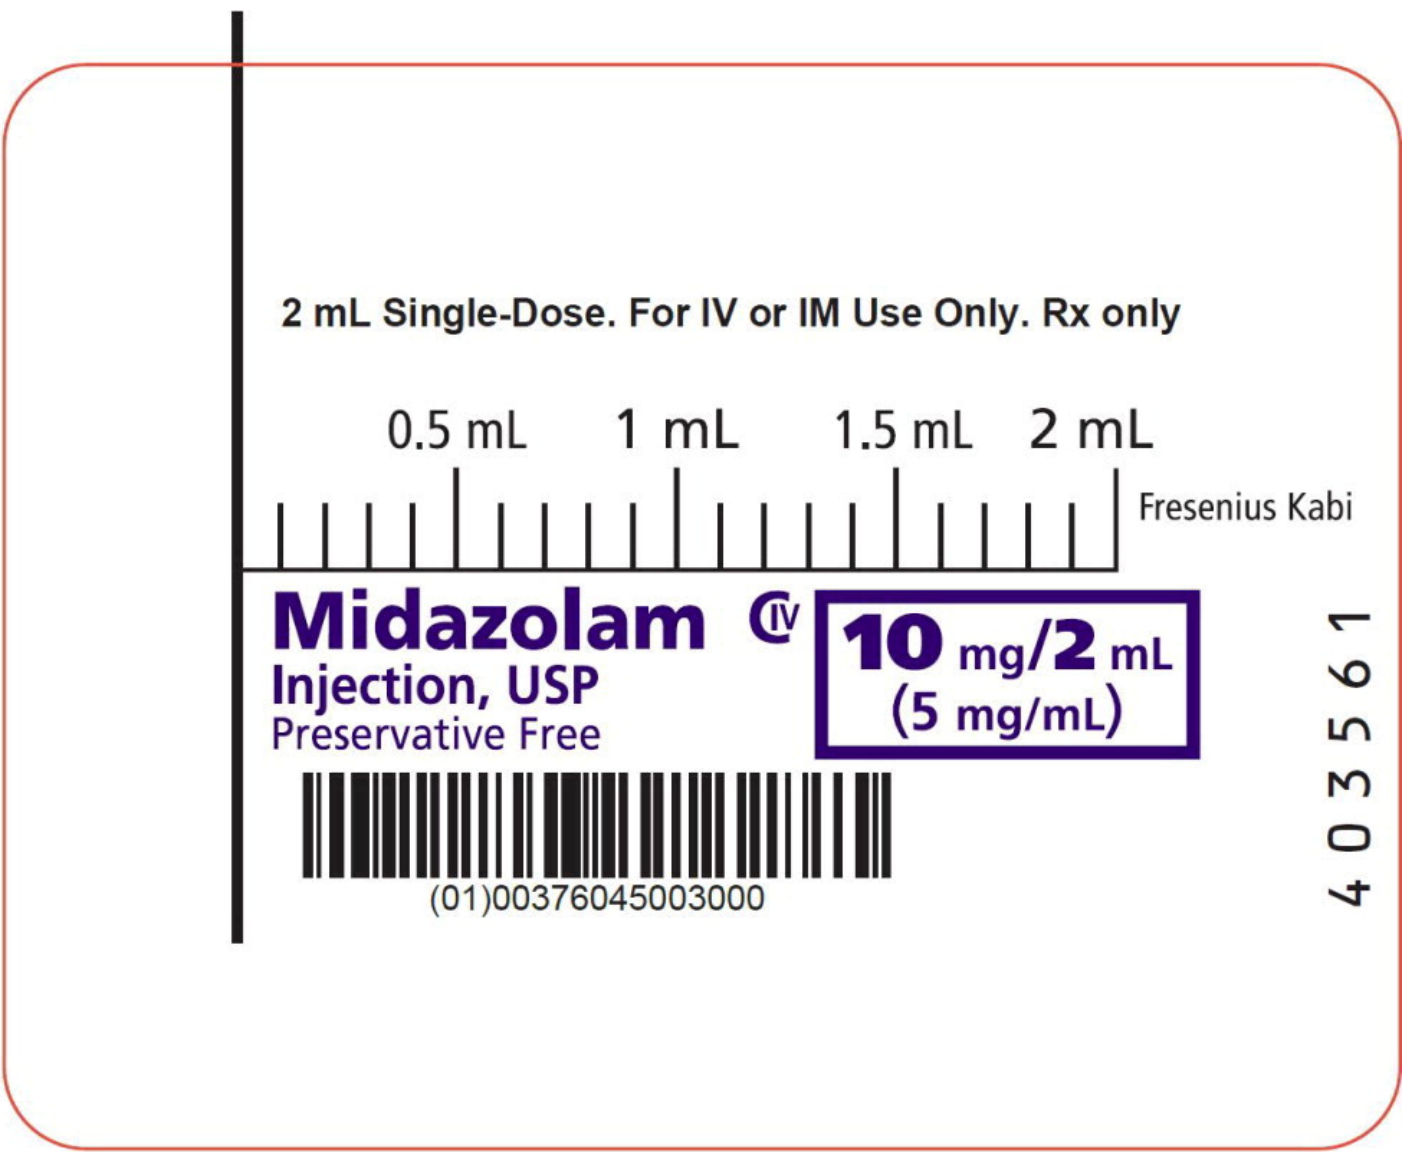 2 mL Single-Dose. For IV or IM Use Only. Rx only
0.5 mL 1 mL 1.5 mL 2 mL
Fresenius Kabi
Midazolam CIV
Injection, USP
Preservative Free
10 mg/2 mL
(5 mg/mL)
(01)00376045003000
403561